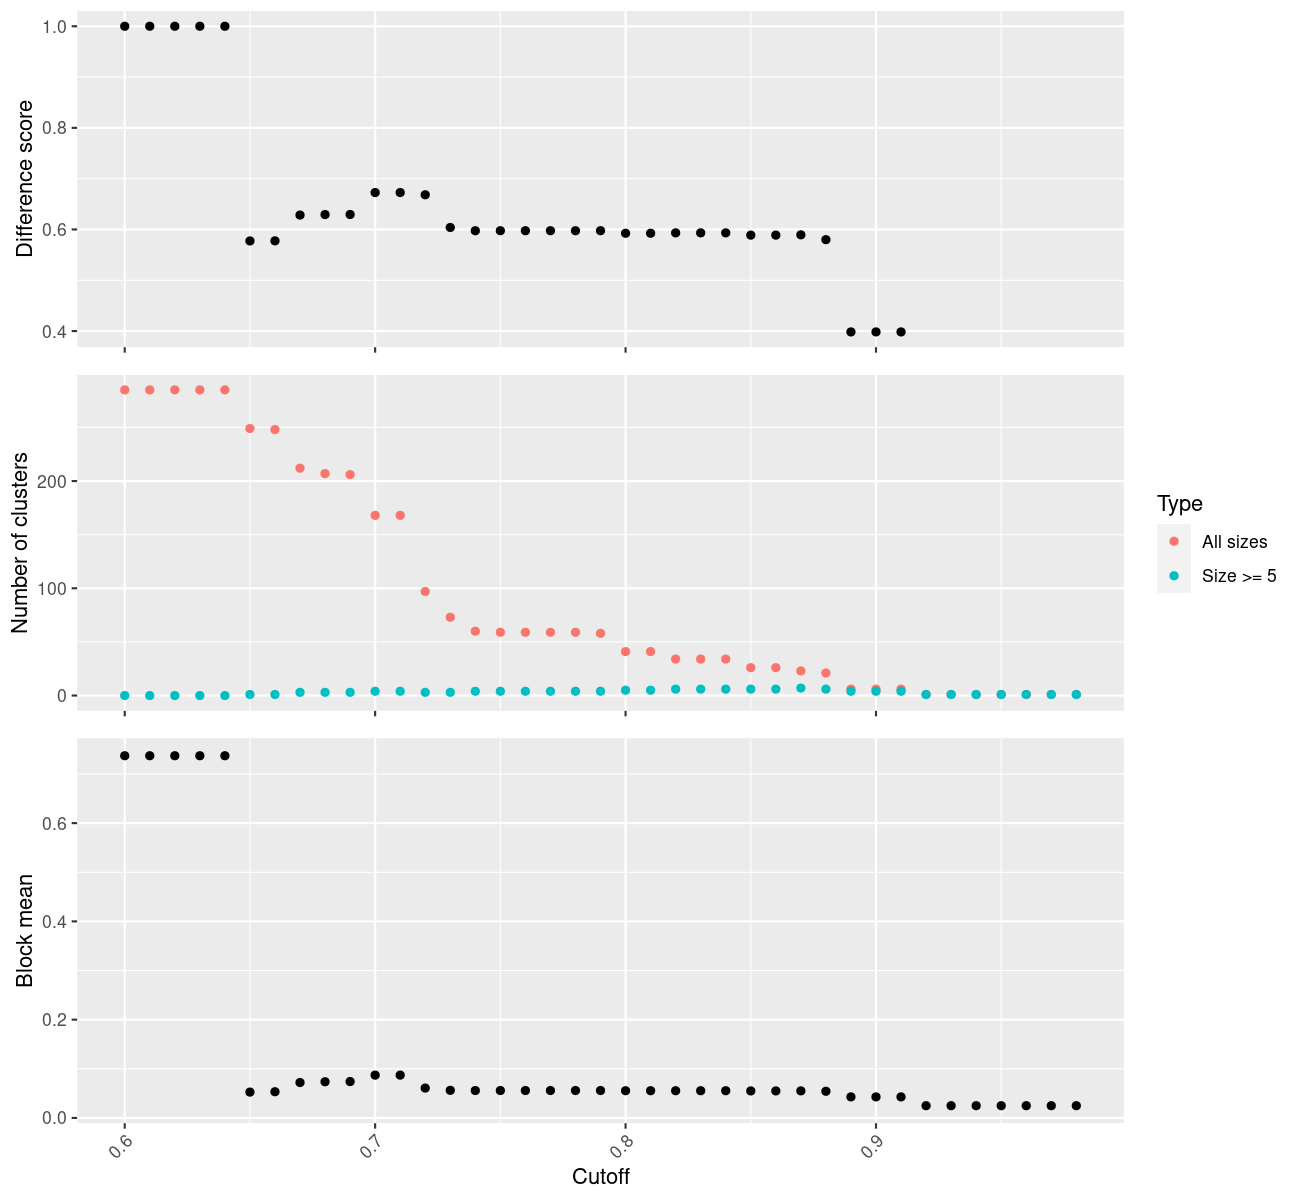 Difference score
1.0
0.8
0.6
0.4
Number of clusters
200
100
0
Type
All sizes
Size >= 5
Block mean
0.6
0.4
0.2
0.0
0.6
0.7
0.8
0.9
Cutoff